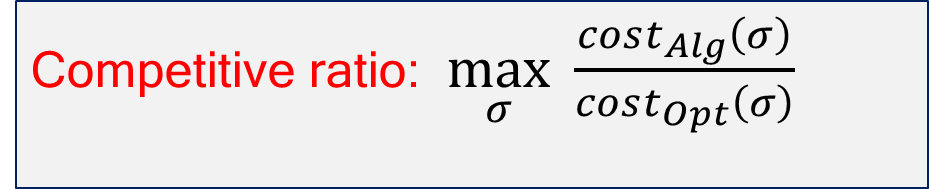 Competitive ratio: max_σ cost_Alg(σ) / cost_Opt(σ)